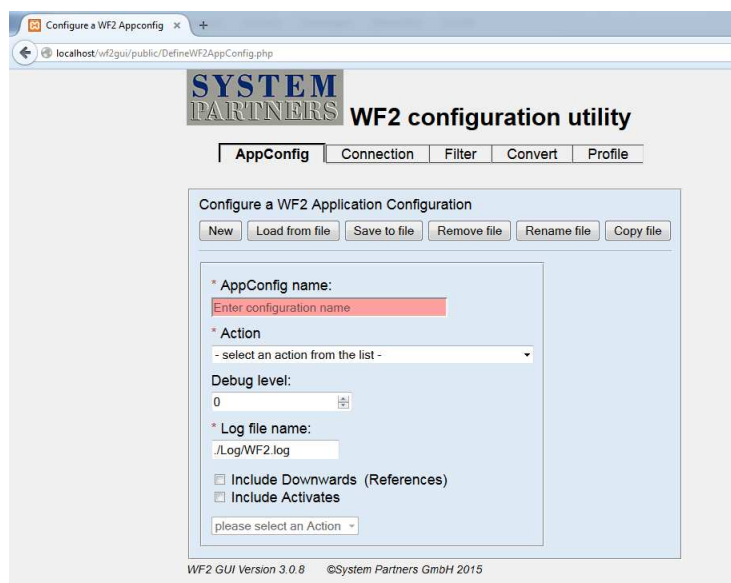 Configure a WF2 Appconfig × +
localhost/wf2gui/public/DefineWF2AppConfig.php
SYSTEM
PARTNERS
WF2 configuration utility
AppConfig Connection Filter Convert Profile
Configure a WF2 Application Configuration
New Load from file Save to file Remove file Rename file Copy file
* AppConfig name:
Enter configuration name
* Action
- select an action from the list -
Debug level:
0
* Log file name:
./Log/WF2.log
Include Downwards (References)
Include Activates
please select an Action
WF2 GUI Version 3.0.8 ©System Partners GmbH 2015